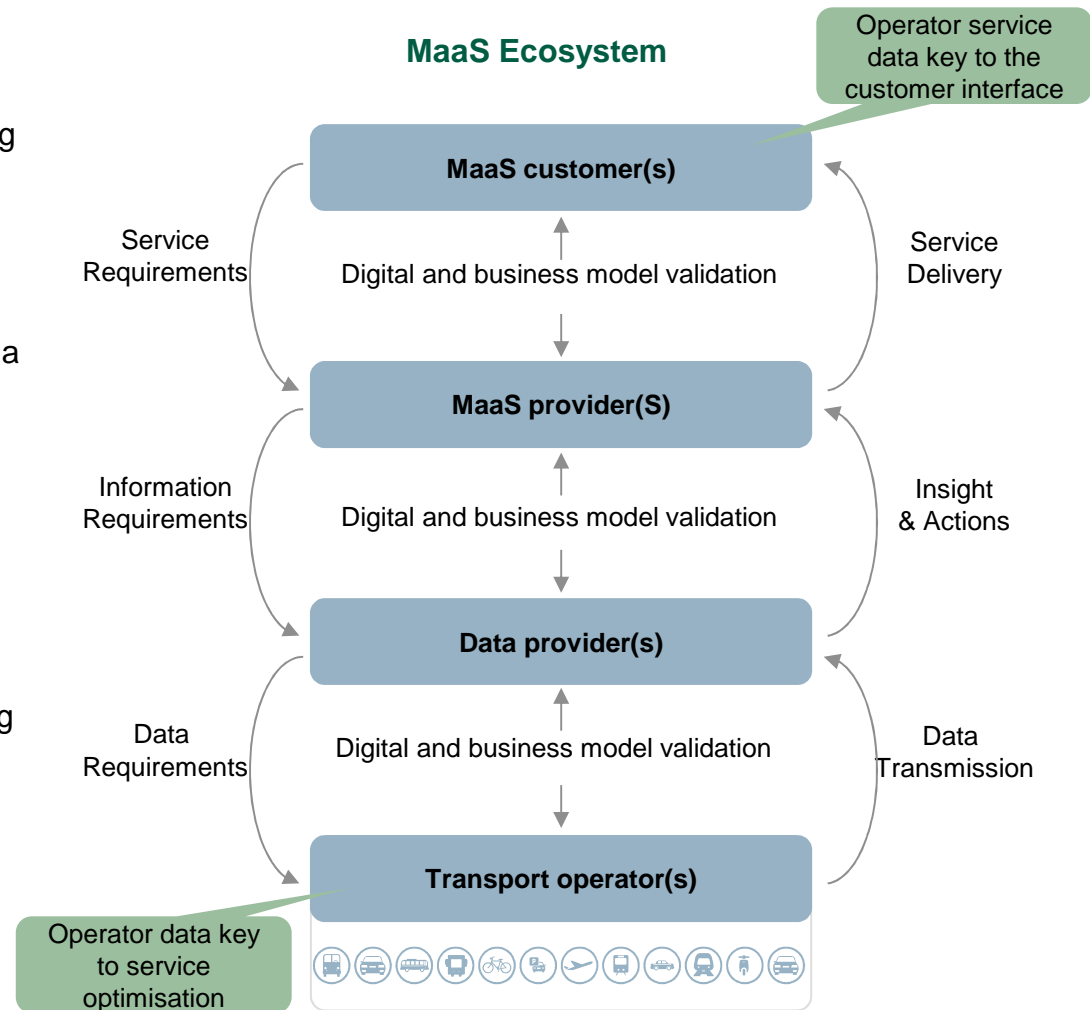 MaaS Ecosystem
Operator service
data key to the
customer interface
g
MaaS customer(s)
Service
Requirements
Digital and business model validation
Service
Delivery
a
MaaS provider(S)
Information
Requirements
Digital and business model validation
Insight
& Actions
Data provider(s)
g
Data
Requirements
Digital and business model validation
Data
Transmission
Transport operator(s)
Operator data key
to service
optimisation
P